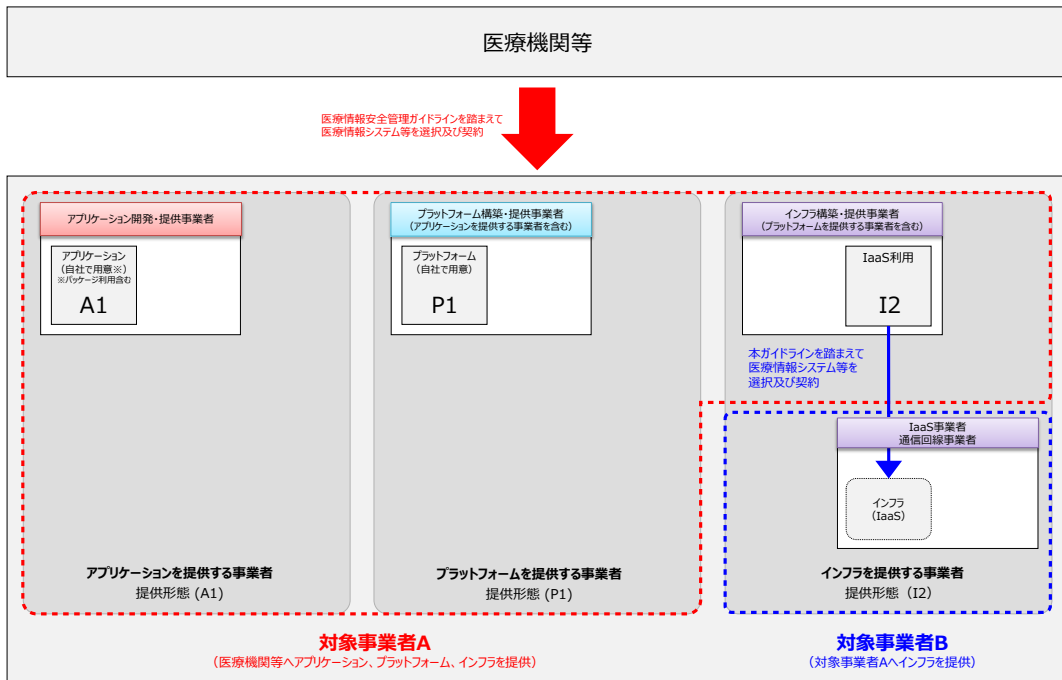 医療機関等
医療情報安全管理ガイドラインを踏まえて
医療情報システム等を選択及び契約
アプリケーション開発・提供事業者
アプリケーション
（自社で用意※）
※パッケージ利用含む
A1
プラットフォーム構築・提供事業者
（アプリケーションを提供する事業者を含む）
プラットフォーム
（自社で用意）
P1
インフラ構築・提供事業者
（プラットフォームを提供する事業者を含む）
IaaS利用
I2
本ガイドラインを踏まえて
医療情報システム等を
選択及び契約
IaaS事業者
通信回線事業者
インフラ
（IaaS）
アプリケーションを提供する事業者
提供形態 (A1)
プラットフォームを提供する事業者
提供形態 (P1)
インフラを提供する事業者
提供形態（I2）
対象事業者A
（医療機関等へアプリケーション、プラットフォーム、インフラを提供）
対象事業者B
（対象事業者Aへインフラを提供）